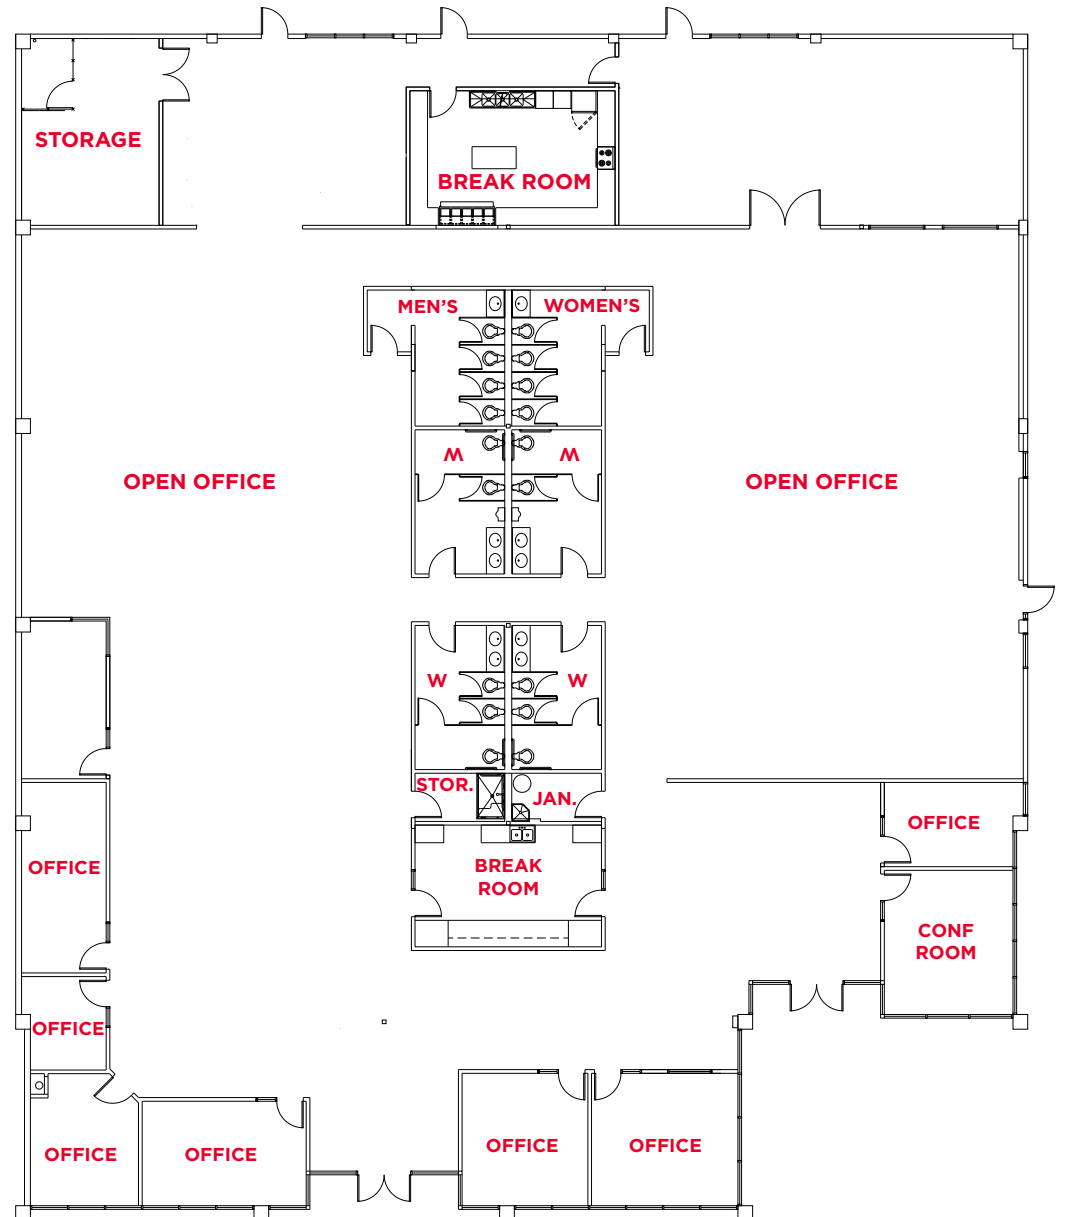 STORAGE
BREAK ROOM
MEN'S
WOMEN'S
W
W
OPEN OFFICE
OPEN OFFICE
W
W
STOR.
JAN.
OFFICE
BREAK
ROOM
OFFICE
CONF
ROOM
OFFICE
OFFICE
OFFICE
OFFICE
OFFICE